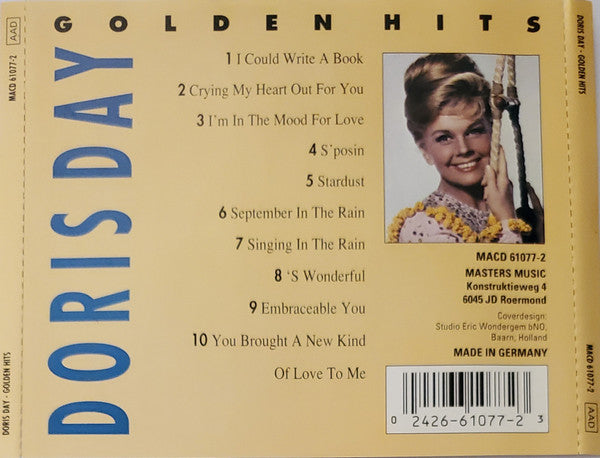 GOLDEN HITS
DORIS DAY
1 I Could Write A Book
2 Crying My Heart Out For You
3 I'm In The Mood For Love
4 S'posin
5 Stardust
6 September In The Rain
7 Singing In The Rain
8 'S Wonderful
9 Embraceable You
10 You Brought A New Kind
Of Love To Me
MACD 61077-2
MASTERS MUSIC
Konstruktieweg 4
6045 JD Roermond
Coverdesign:
Studio Eric Wondergem bNO,
Baarn, Holland
MADE IN GERMANY
0 2426-61077-2 3
DORIS DAY - GOLDEN HITS
MACD 61077-2
AAD
DORIS DAY - GOLDEN HITS
MACD 61077-2
AAD